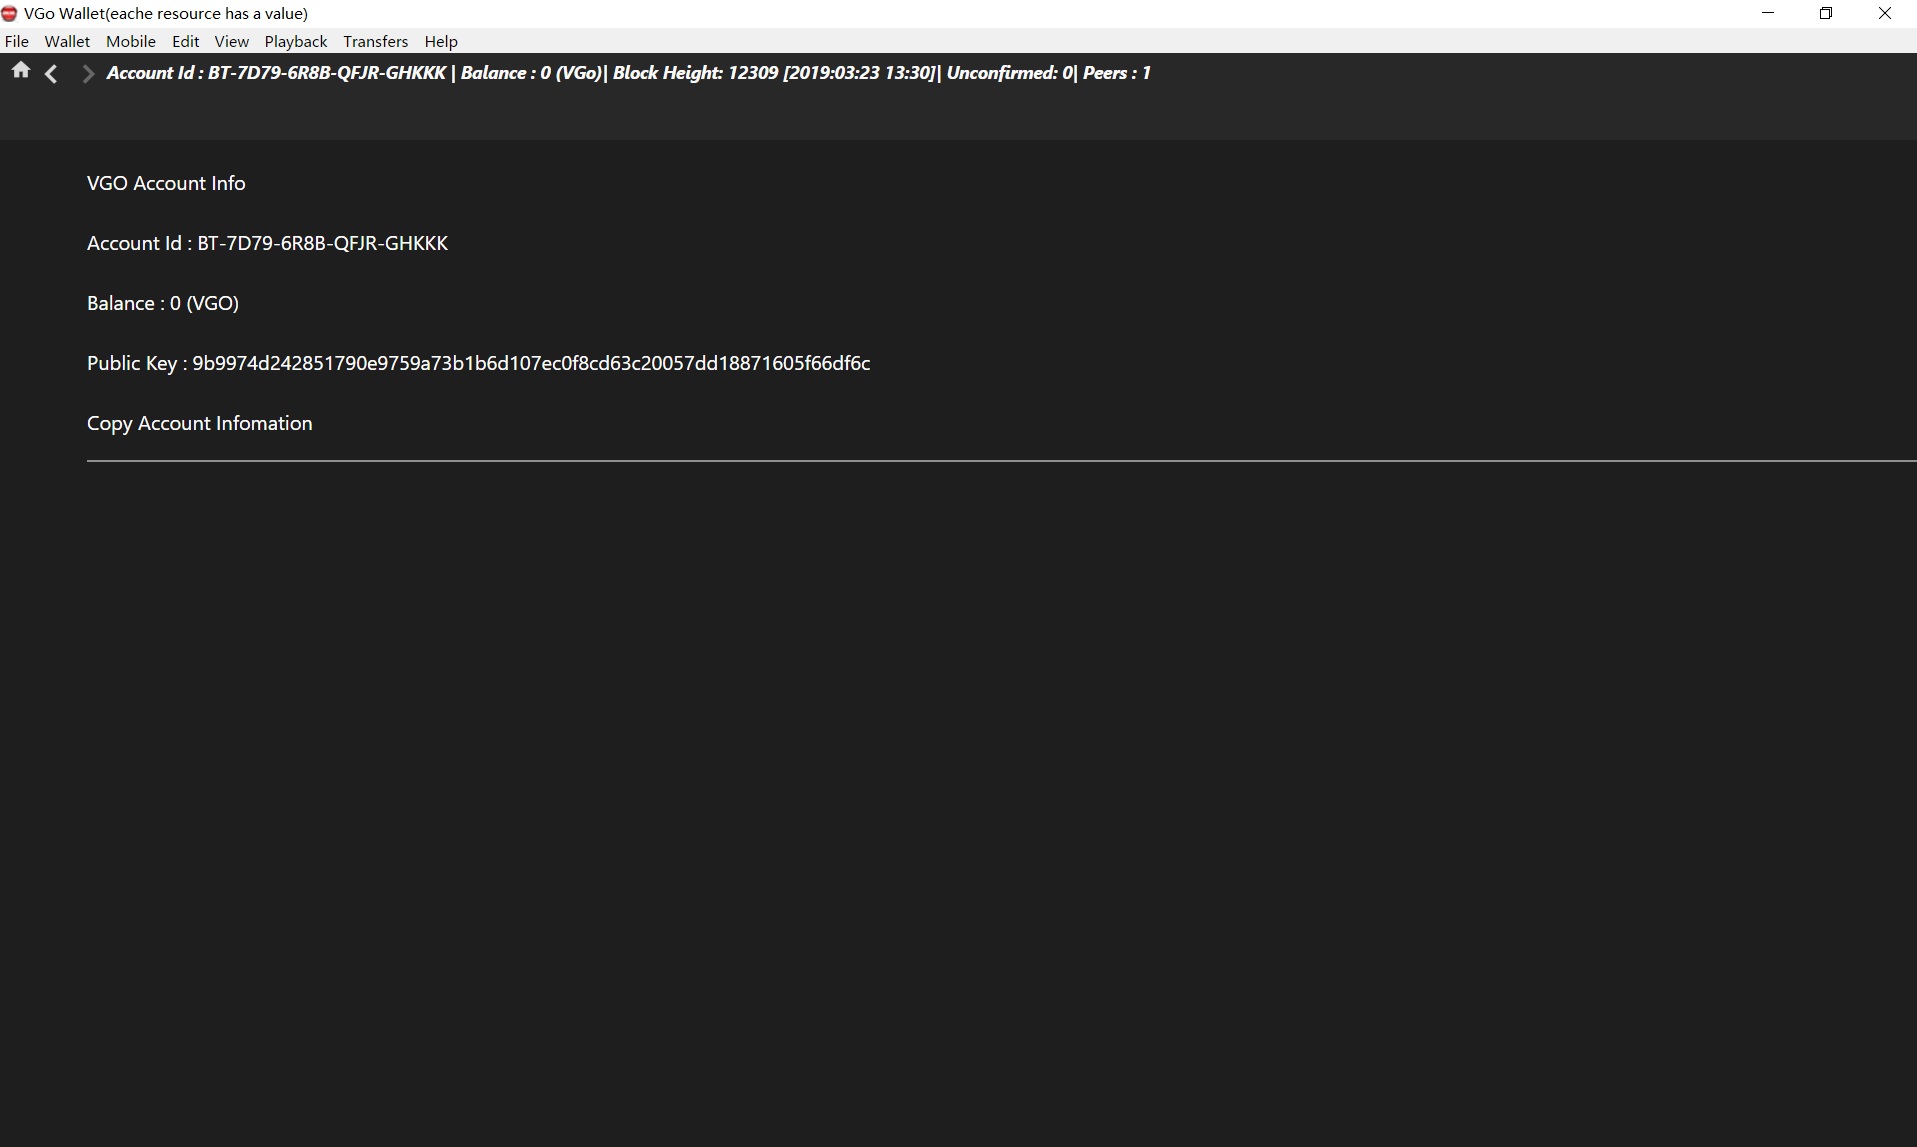 VGo Wallet(eache resource has a value)
File Wallet Mobile Edit View Playback Transfers Help
Account Id : BT-7D79-6R8B-QFJR-GHKKK | Balance : 0 (VGo)| Block Height: 12309 [2019:03:23 13:30]| Unconfirmed: 0| Peers : 1
VGO Account Info
Account Id : BT-7D79-6R8B-QFJR-GHKKK
Balance : 0 (VGO)
Public Key : 9b9974d242851790e9759a73b1b6d107ec0f8cd63c20057dd18871605f66df6c
Copy Account Infomation